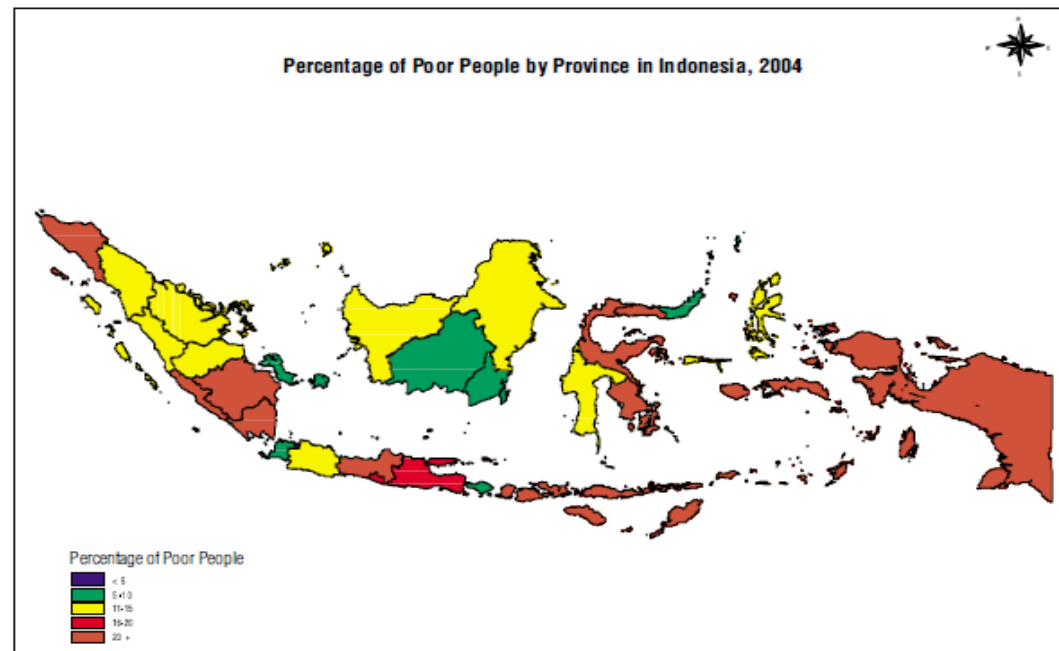 Percentage of Poor People by Province in Indonesia, 2004
S
Percentage of Poor People
< 5
5-10
11-15
16-20
20 +